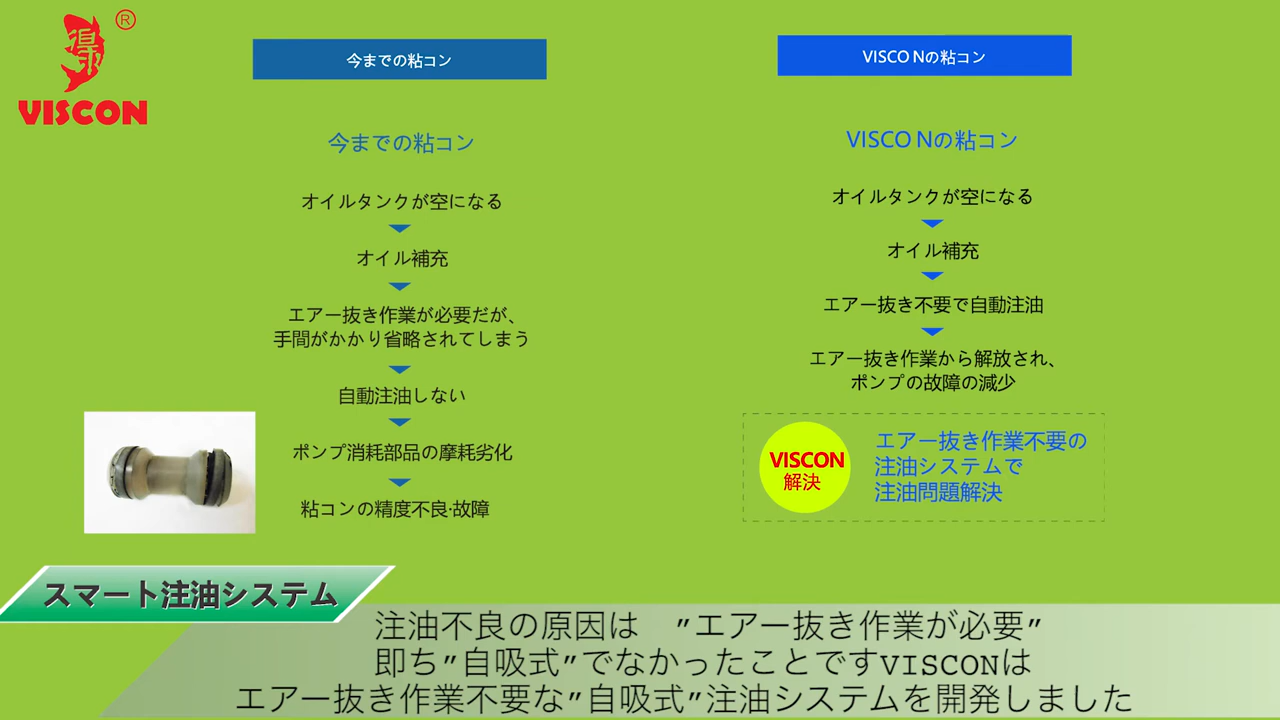 VISCON
®
今までの粘コン
今までの粘コン
オイルタンクが空になる
オイル補充
エアー抜き作業が必要だが、
手間がかかり省略されてしまう
自動注油しない
ポンプ消耗部品の摩耗劣化
粘コンの精度不良·故障
VISCO Nの粘コン
VISCO Nの粘コン
オイルタンクが空になる
オイル補充
エアー抜き不要で自動注油
エアー抜き作業から解放され、
ポンプの故障の減少
VISCON
解決
エアー抜き作業不要の
注油システムで
注油問題解決
スマート注油システム
注油不良の原因は　″エアー抜き作業が必要″
即ち″自吸式″でなかったことですVISCONは
エアー抜き作業不要な″自吸式″注油システムを開発しました